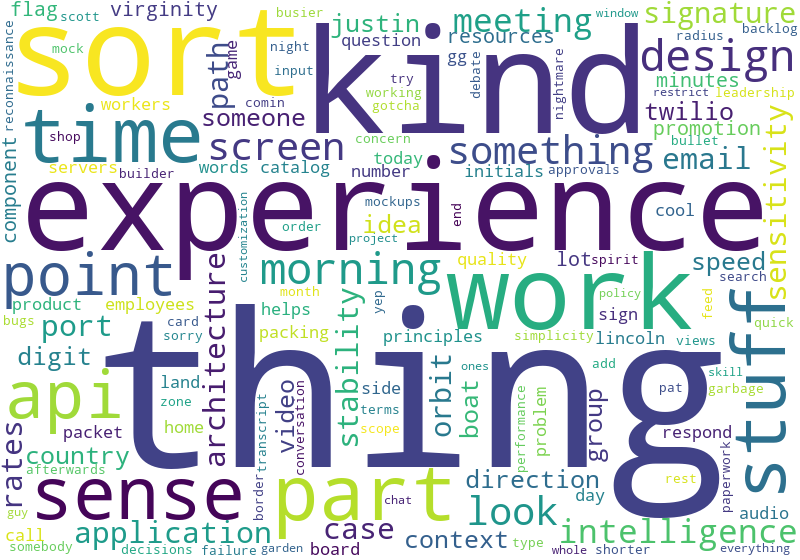 flag
scott
virginity
busier
justin
meeting
window
signature
reconnaissance
mock
sort
night
input
path
game
question
resources
gg
debate
nightmare
kind
design
radius
backlog
minutes
restrict
leadership
workers
someone
try
working
gotcha
comin
twilio
promotion
time
shop
screen
concern
today
something
bullet
email
sensitivity
component
servers
builder
words
catalog
number
initials
approvals
experience
customization
order
mockups
idea
end
cool
project
point
morning
quality
lot
spirit
speed
search
product
employees
architecture
month
yep
work
policy
feed
quick
bugs
port
card
sorry
helps
packing
stability
principles
sign
simplicity
lincoln
views
stuff
digit
api
land
zone
home
thing
video
conversation
transcript
border
side
terms
scope
orbit
boat
ones
add
pat
skill
garbage
rates
packet
country
afterwards
performance
problem
group
respond
guy
sense
part
direction
day
rest
paperwork
audio
call
somebody
application
decisions
failure
garden
case
board
chat
look
context
type
intelligence
whole
shorter
everything